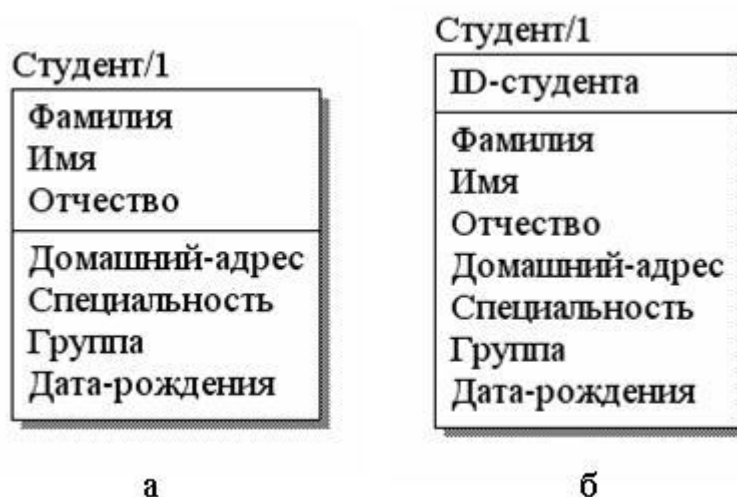 Студент/1
Фамилия
Имя
Отчество
Домашний-адрес
Специальность
Группа
Дата-рождения
а
Студент/1
ID-студента
Фамилия
Имя
Отчество
Домашний-адрес
Специальность
Группа
Дата-рождения
б